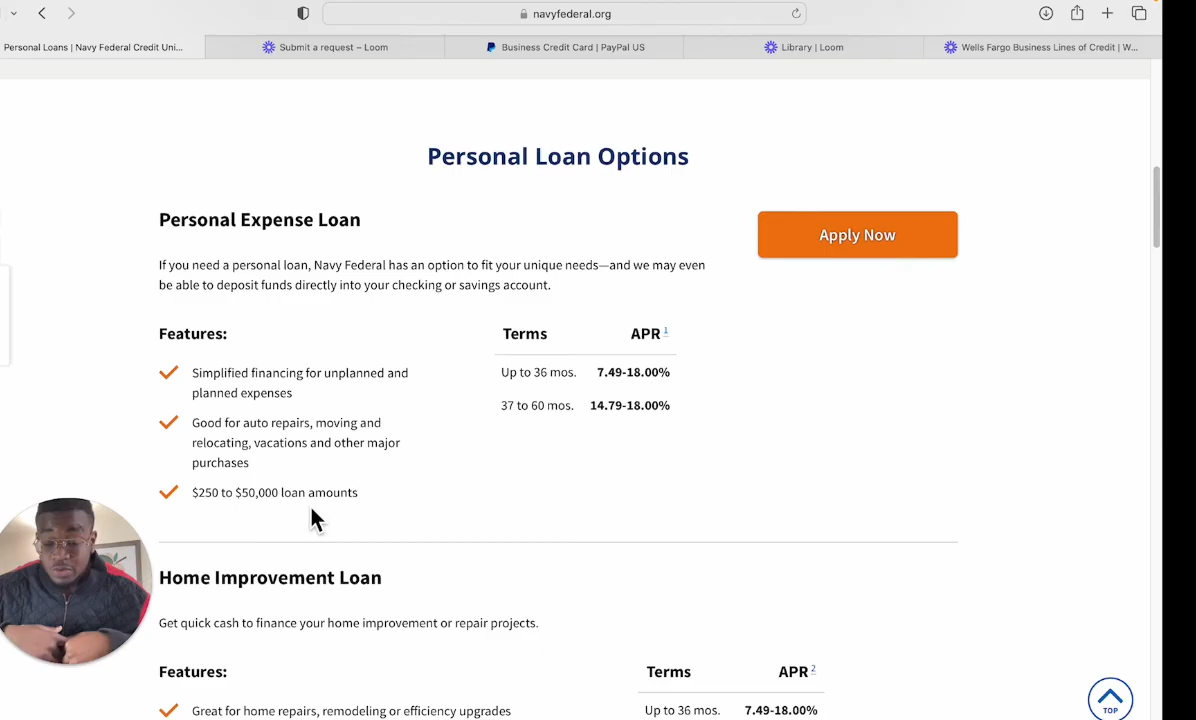 navyfederal.org
Personal Loans | Navy Federal Credit Uni...
Submit a request – Loom
Business Credit Card | PayPal US
Library | Loom
Wells Fargo Business Lines of Credit | W...
Personal Loan Options
Personal Expense Loan
Apply Now
If you need a personal loan, Navy Federal has an option to fit your unique needs—and we may even
be able to deposit funds directly into your checking or savings account.
Features:
Terms APR 1
Simplified financing for unplanned and
planned expenses
Up to 36 mos. 7.49-18.00%
37 to 60 mos. 14.79-18.00%
Good for auto repairs, moving and
relocating, vacations and other major
purchases
$250 to $50,000 loan amounts
Home Improvement Loan
Get quick cash to finance your home improvement or repair projects.
Features:
Terms APR 2
Great for home repairs, remodeling or efficiency upgrades
Up to 36 mos. 7.49-18.00%
TOP